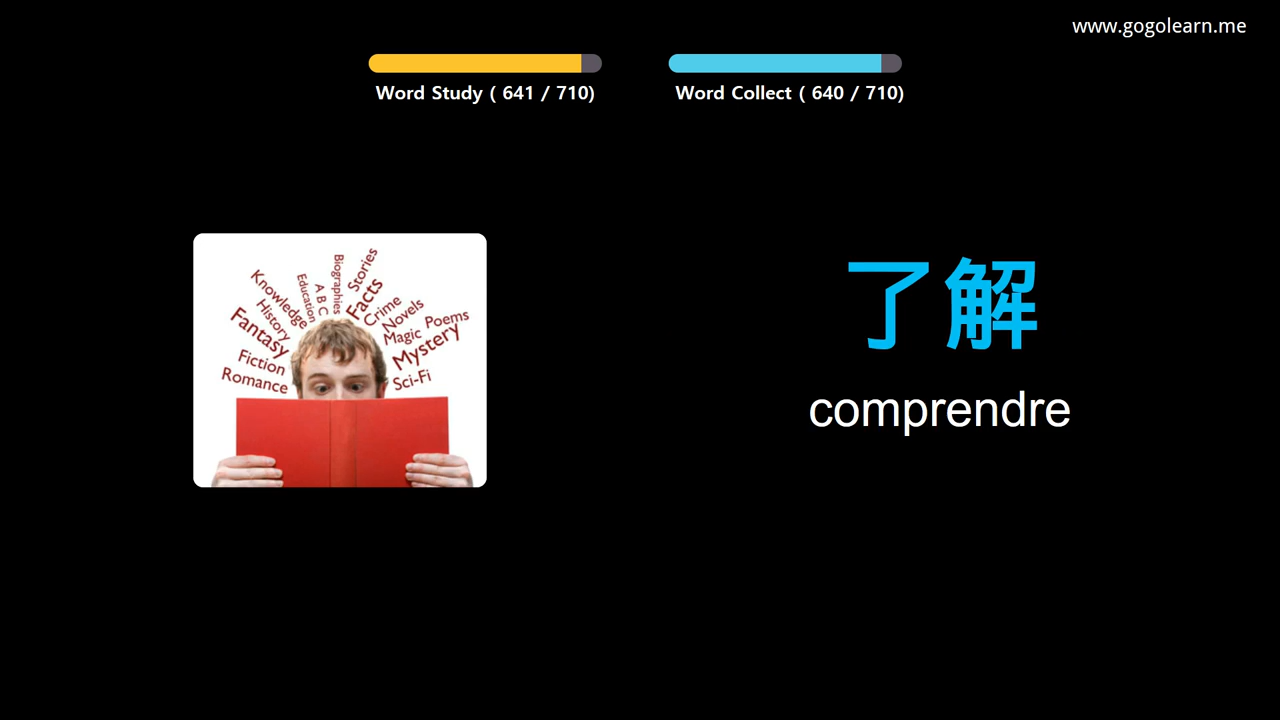 www.gogolearn.me
Word Study ( 641 / 710)
Word Collect ( 640 / 710)
Knowledge
History
Fantasy
Fiction
Romance
Education
A B C
Biographies
Stories
Facts
Crime
Novels
Magic
Poems
Mystery
Sci-Fi
了解
comprendre